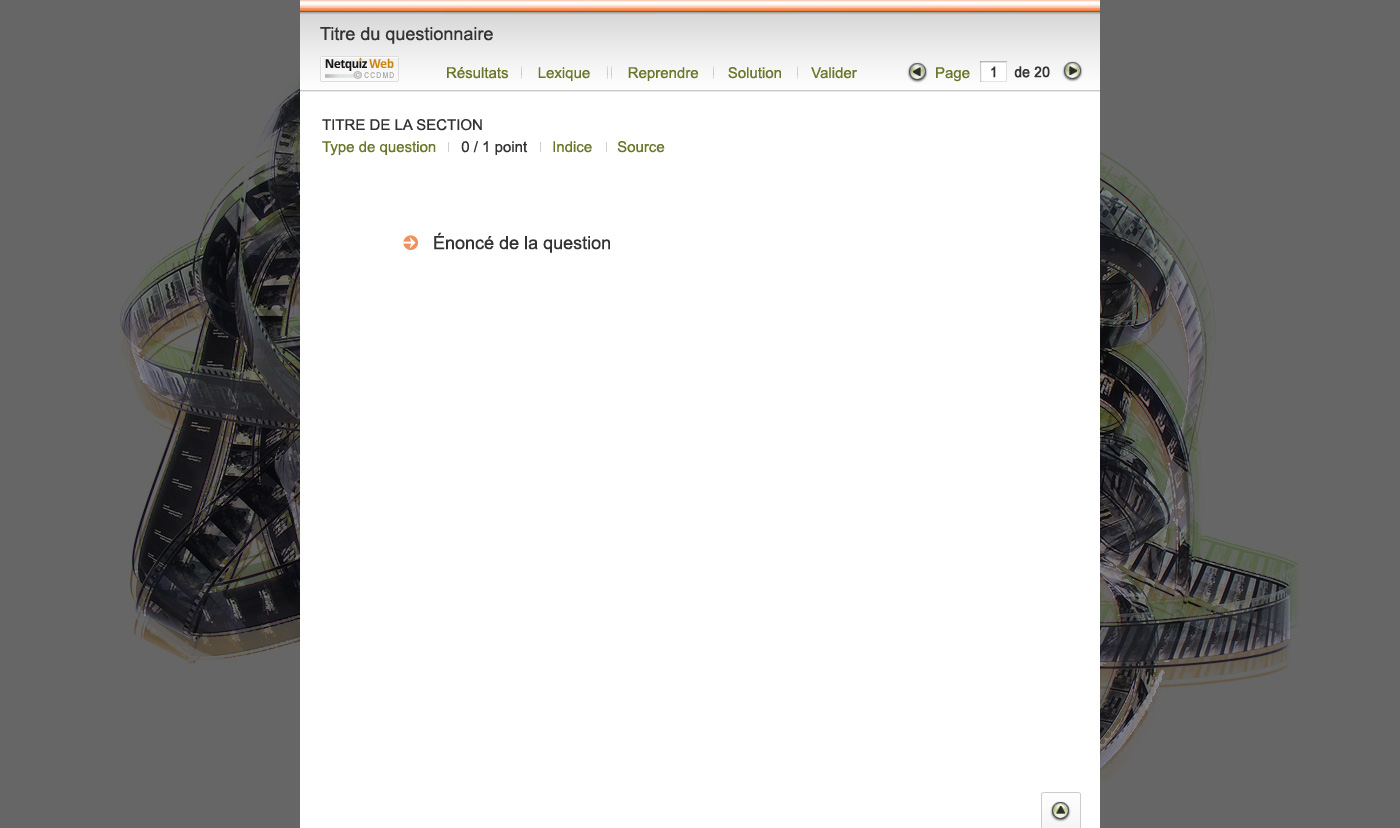 Titre du questionnaire
Netquiz Web
© CCDMD
Résultats Lexique Reprendre Solution Valider Page 1 de 20
TITRE DE LA SECTION
Type de question 0 / 1 point Indice Source
Énoncé de la question